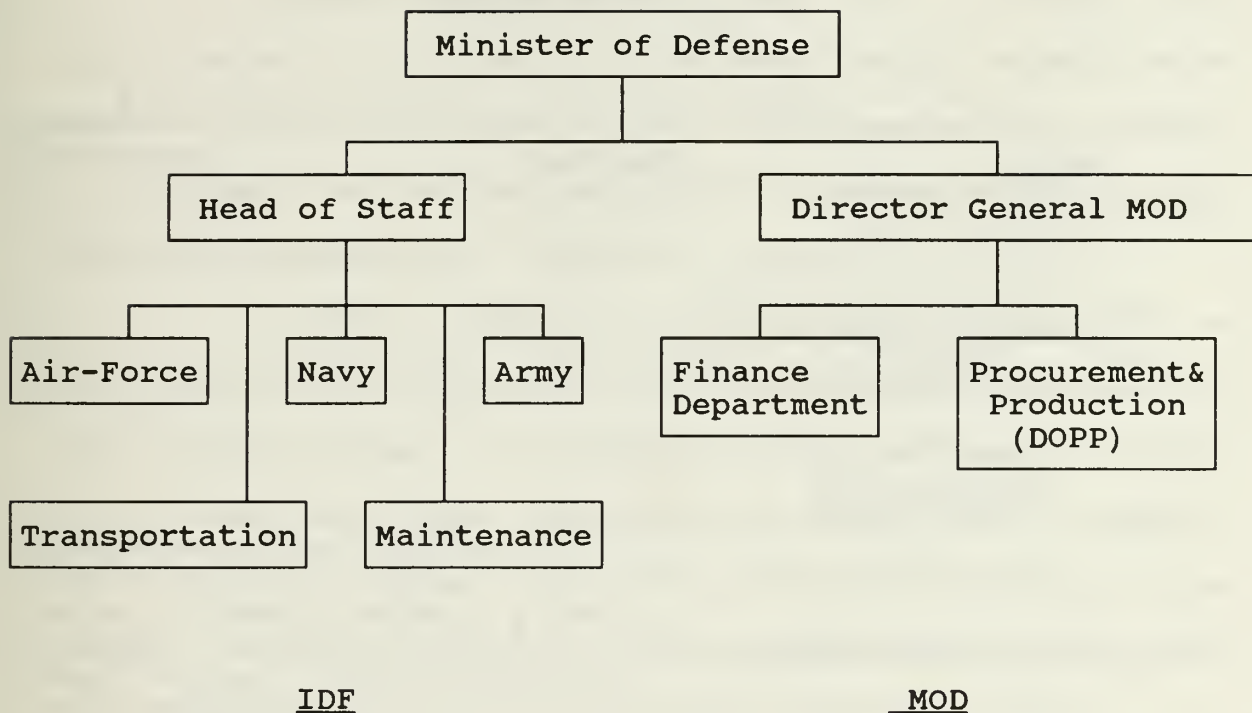 Minister of Defense
Head of Staff
Director General MOD
Air-Force
Navy
Army
Finance
Department
Procurement&
Production
(DOPP)
Transportation
Maintenance
IDF
MOD